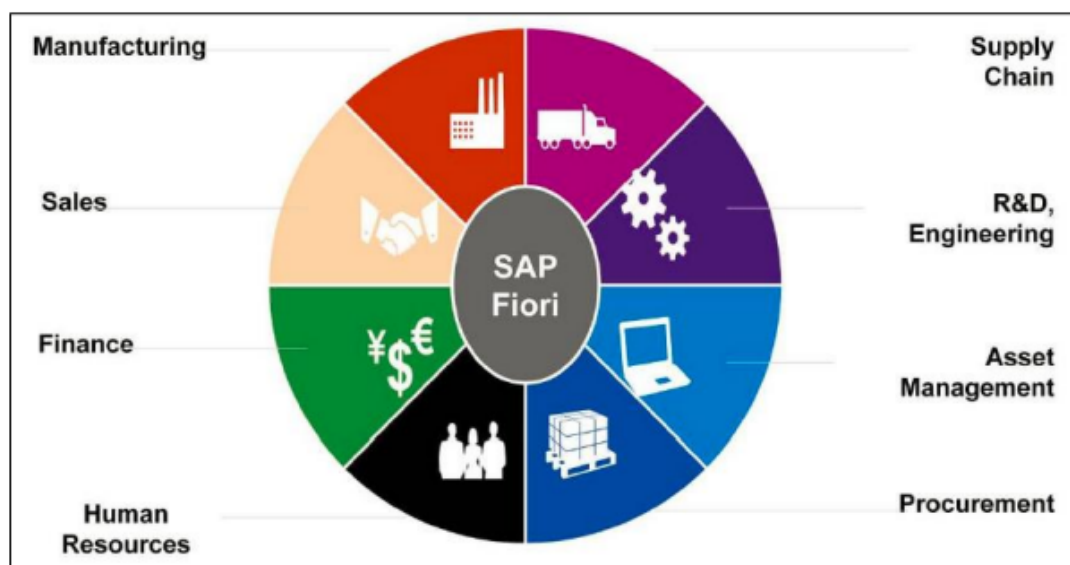 Manufacturing
Supply
Chain
Sales
R&D,
Engineering
SAP
Fiori
Finance
¥$€
Asset
Management
Human
Resources
Procurement